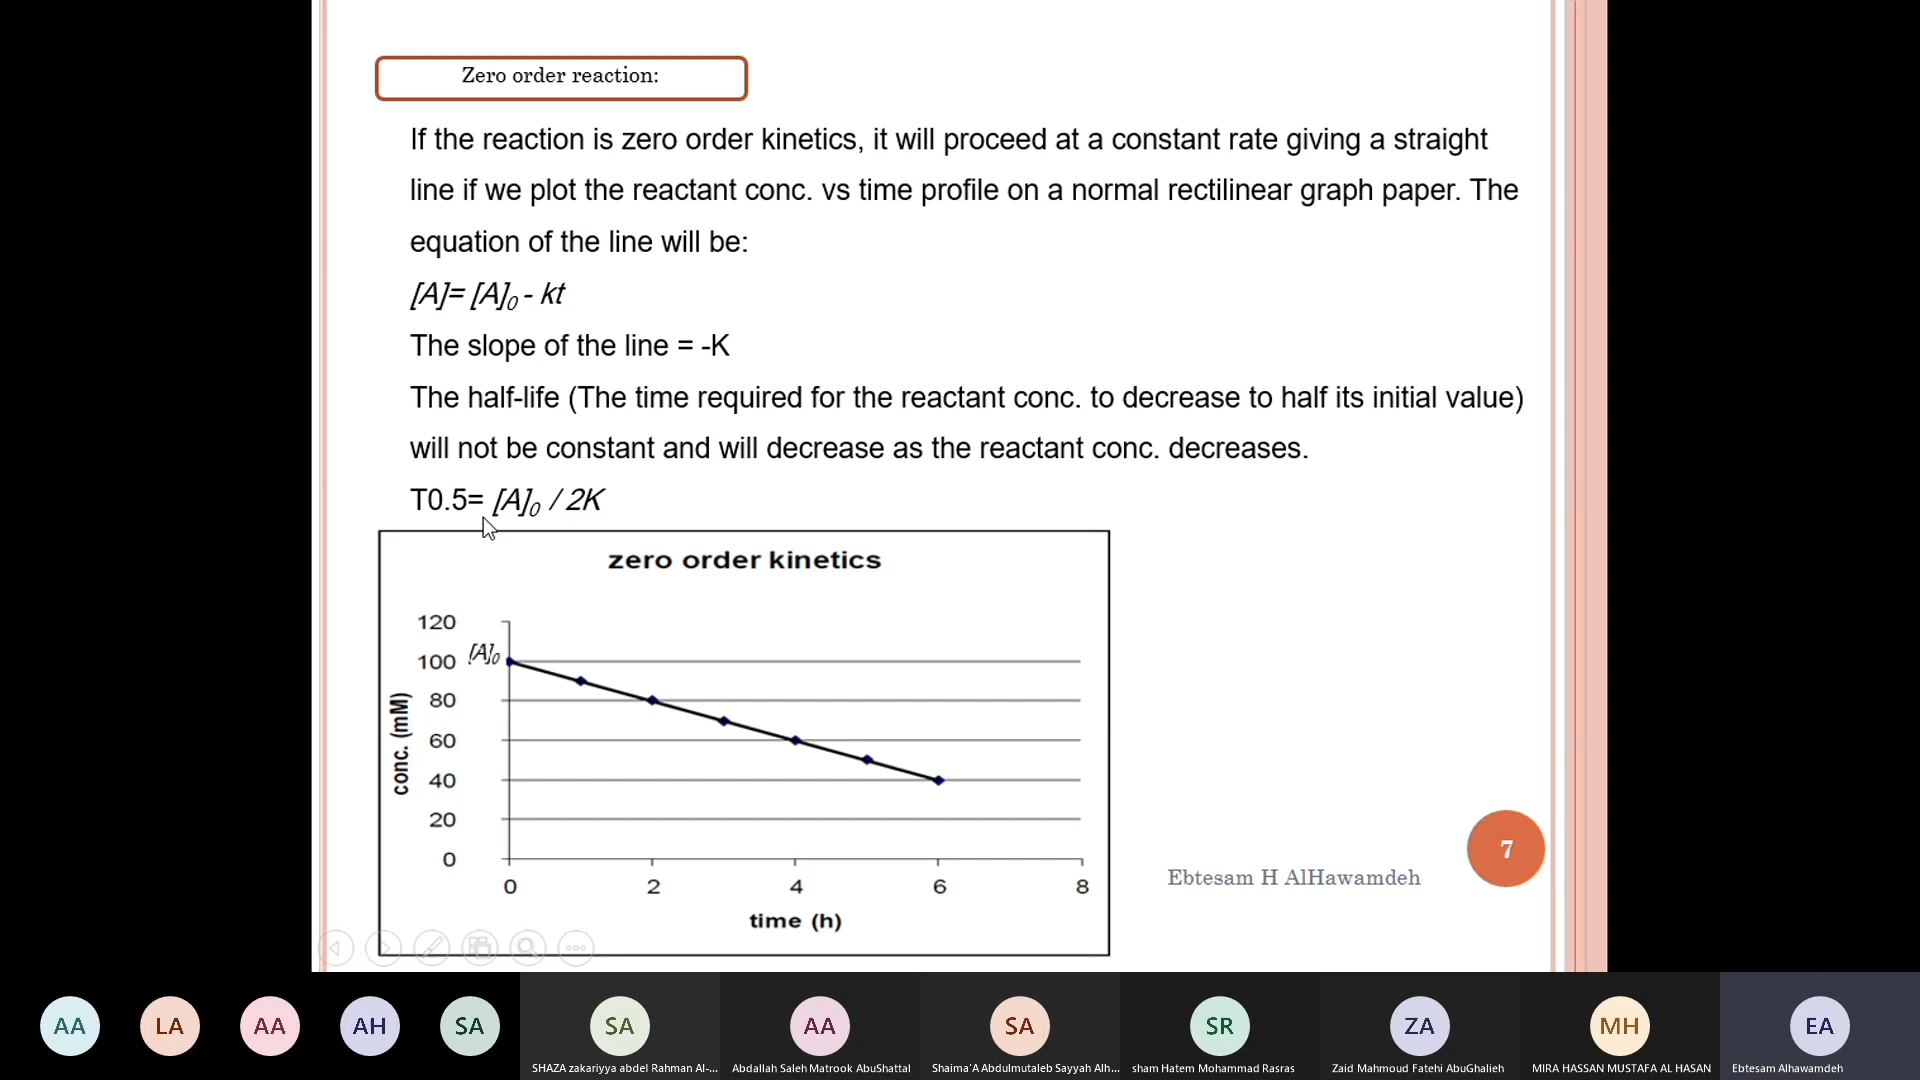 Zero order reaction:
If the reaction is zero order kinetics, it will proceed at a constant rate giving a straight
line if we plot the reactant conc. vs time profile on a normal rectilinear graph paper. The
equation of the line will be:
[A]= [A]₀ - kt
The slope of the line = -K
The half-life (The time required for the reactant conc. to decrease to half its initial value)
will not be constant and will decrease as the reactant conc. decreases.
T0.5= [A]₀ / 2K
zero order kinetics
120
[A]₀
100
80
60
40
20
0
conc. (mM)
0 2 4 6 8
time (h)
Ebtesam H AlHawamdeh
7
AA LA AA AH SA SA AA SA SR ZA MH EA
SHAZA zakariyya abdel Rahman Al-... Abdallah Saleh Matrook AbuShattal Shaima'A Abdulmutaleb Sayyah Alh... sham Hatem Mohammad Rasras Zaid Mahmoud Fatehi AbuGhalieh MIRA HASSAN MUSTAFA AL HASAN Ebtesam Alhawamdeh